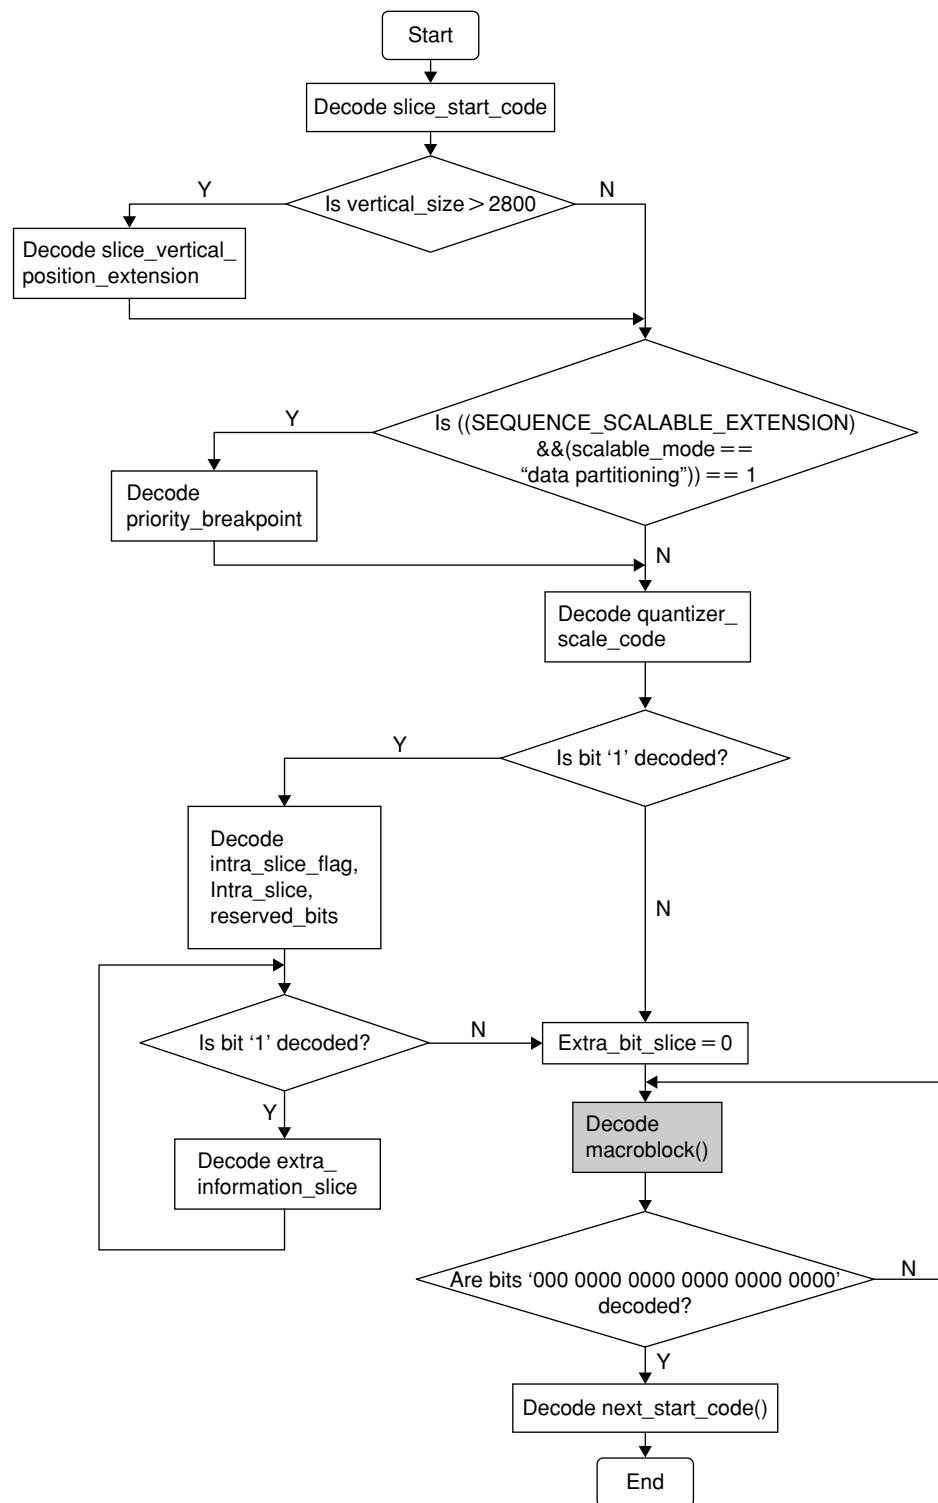 Start
Decode slice_start_code
Y
Is vertical_size > 2800
N
Decode slice_vertical_
position_extension
Y
Is ((SEQUENCE_SCALABLE_EXTENSION)
&&(scalable_mode ==
“data partitioning”)) == 1
Decode
priority_breakpoint
N
Decode quantizer_
scale_code
Y
Is bit ‘1’ decoded?
Decode
intra_slice_flag,
Intra_slice,
reserved_bits
N
Is bit ‘1’ decoded?
N
Extra_bit_slice = 0
Y
Decode
macroblock()
Decode extra_
information_slice
Are bits ‘000 0000 0000 0000 0000 0000’
decoded?
N
Y
Decode next_start_code()
End